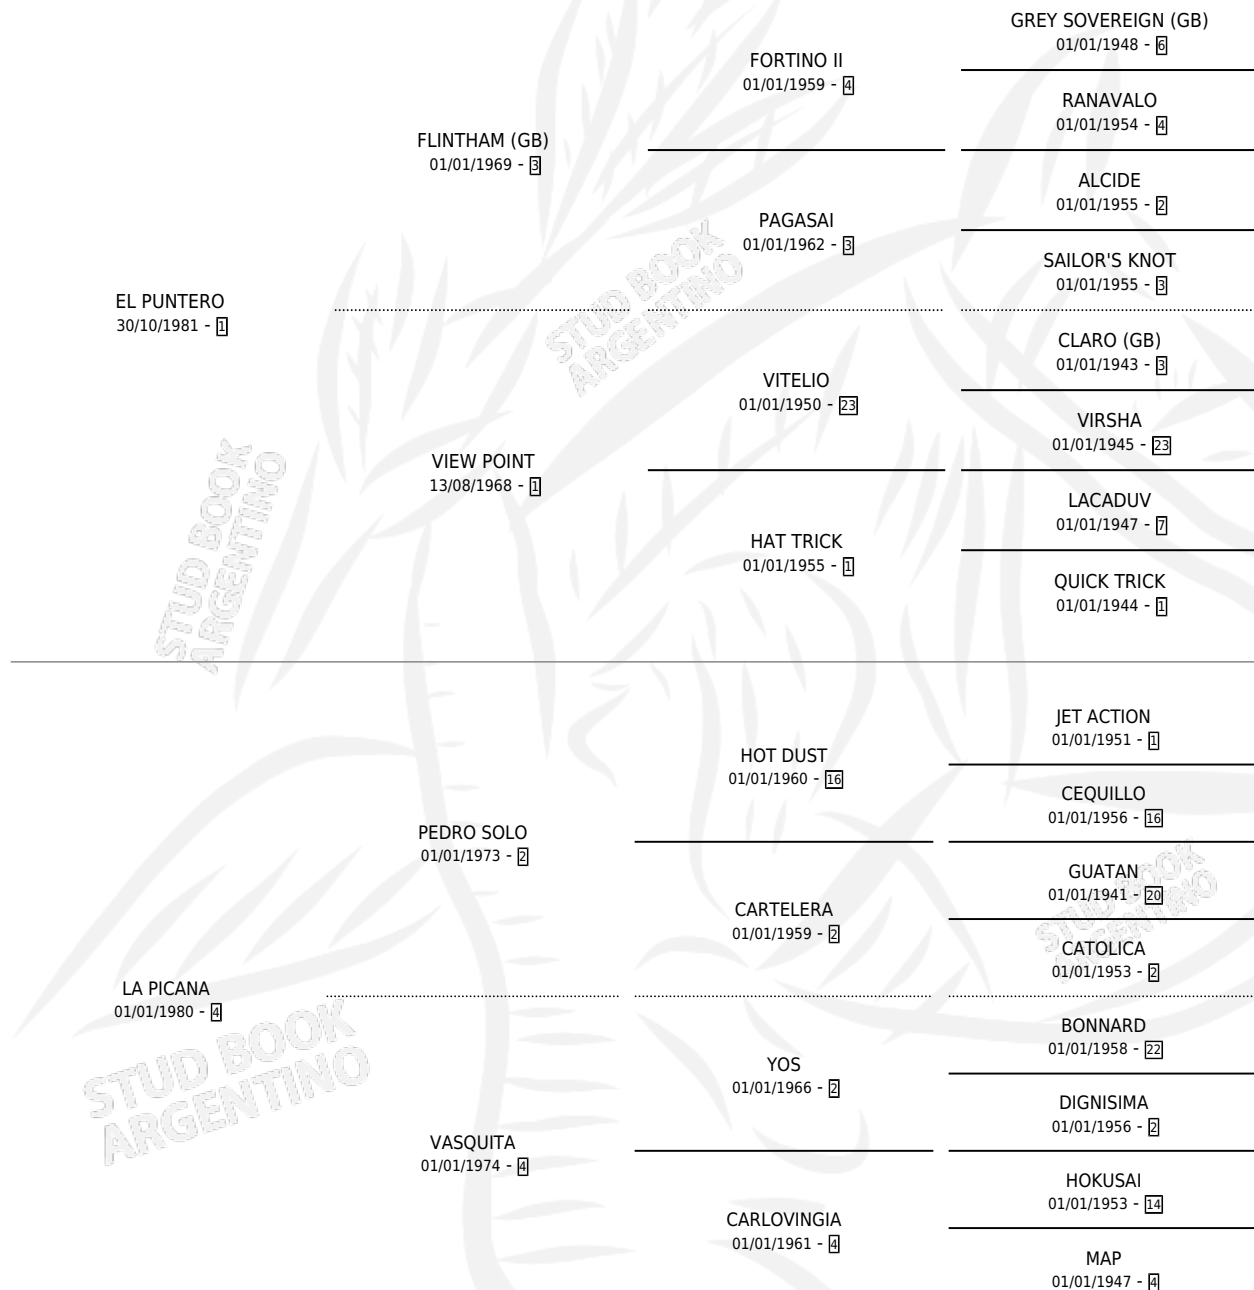 GREY SOVEREIGN (GB)
01/01/1948 - 6
FORTINO II
01/01/1959 - 4
RANAVALO
01/01/1954 - 4
FLINTHAM (GB)
01/01/1969 - 3
ALCIDE
01/01/1955 - 2
PAGASAI
01/01/1962 - 3
SAILOR'S KNOT
01/01/1955 - 3
EL PUNTERO
30/10/1981 - 1
CLARO (GB)
01/01/1943 - 3
VITELIO
01/01/1950 - 23
VIRSHA
01/01/1945 - 23
VIEW POINT
13/08/1968 - 1
LACADUV
01/01/1947 - 7
HAT TRICK
01/01/1955 - 1
QUICK TRICK
01/01/1944 - 1
STUD BOOK
ARGENTINO
STUD BOOK
ARGENTINO
JET ACTION
01/01/1951 - 1
HOT DUST
01/01/1960 - 16
CEQUILLO
01/01/1956 - 16
PEDRO SOLO
01/01/1973 - 2
GUATAN
01/01/1941 - 20
CARTELERA
01/01/1959 - 2
CATOLICA
01/01/1953 - 2
LA PICANA
01/01/1980 - 4
BONNARD
01/01/1958 - 22
YOS
01/01/1966 - 2
DIGNISIMA
01/01/1956 - 2
VASQUITA
01/01/1974 - 4
HOKUSAI
01/01/1953 - 14
CARLOVINGIA
01/01/1961 - 4
MAP
01/01/1947 - 4
STUD BOOK
ARGENTINO
STUD BOOK
ARGENTINO